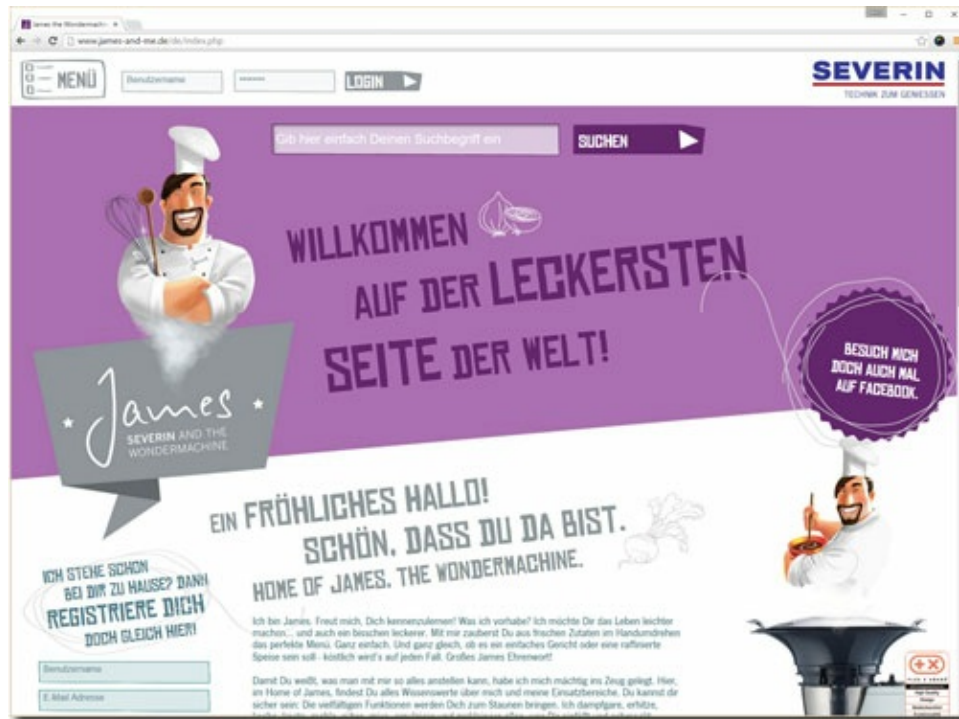 James the Wondermachin
www.james-and-me.de/de/index.php
MENÜ
Benutzername
LOGIN
SEVERIN
TECHNIK ZUM GENIESSEN
Gib hier einfach Deinen Suchbegriff ein
SUCHEN
WILLKOMMEN
AUF DER LECKERSTEN
SEITE DER WELT!
BESUCH MICH
DOCH AUCH MAL
AUF FACEBOOK.
James
SEVERIN AND THE
WONDERMACHINE
EIN FRÖHLICHES HALLO!
SCHÖN, DASS DU DA BIST.
HOME OF JAMES, THE WONDERMACHINE.
ICH STEHE SCHON
BEI DIR ZU HAUSE? DANN
REGISTRIERE DICH
DOCH GLEICH HIER!
Benutzername
E-Mail Adresse
Ich bin James. Freut mich, Dich kennenzulernen! Was ich vorhabe? Ich möchte Dir das Leben leichter
machen... und auch ein bisschen leckerer. Mit mir zauberst Du aus frischen Zutaten im Handumdrehen
das perfekte Menü. Ganz einfach. Und ganz gleich, ob es ein einfaches Gericht oder eine raffinierte
Speise sein soll - köstlich wird's auf jeden Fall. Großes James Ehrenwort!
Damit Du weißt, was man mit mir so alles anstellen kann, habe ich mich mächtig ins Zeug gelegt. Hier,
im Home of James, findest Du alles Wissenswerte über mich und meine Einsatzbereiche. Du kannst dir
sicher sein: Die vielfältigen Funktionen werden Dich zum Staunen bringen. Ich dampfgare, erhitze,